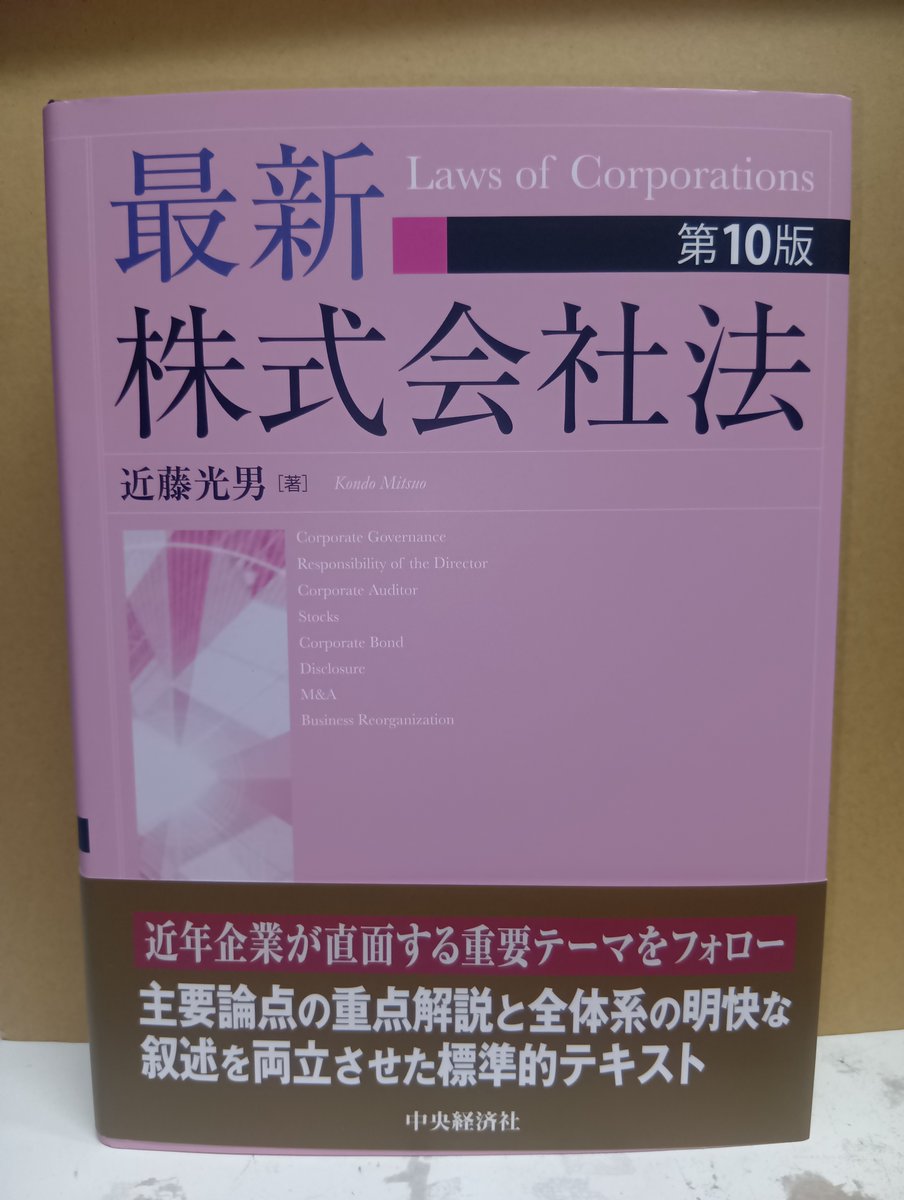 最新
Laws of Corporations
第10版
株式会社法
近藤光男[著] Kondo Mitsuo
Corporate Governance
Responsibility of the Director
Corporate Auditor
Stocks
Corporate Bond
Disclosure
M&A
Business Reorganization
近年企業が直面する重要テーマをフォロー
主要論点の重点解説と全体系の明快な
叙述を両立させた標準的テキスト
中央経済社